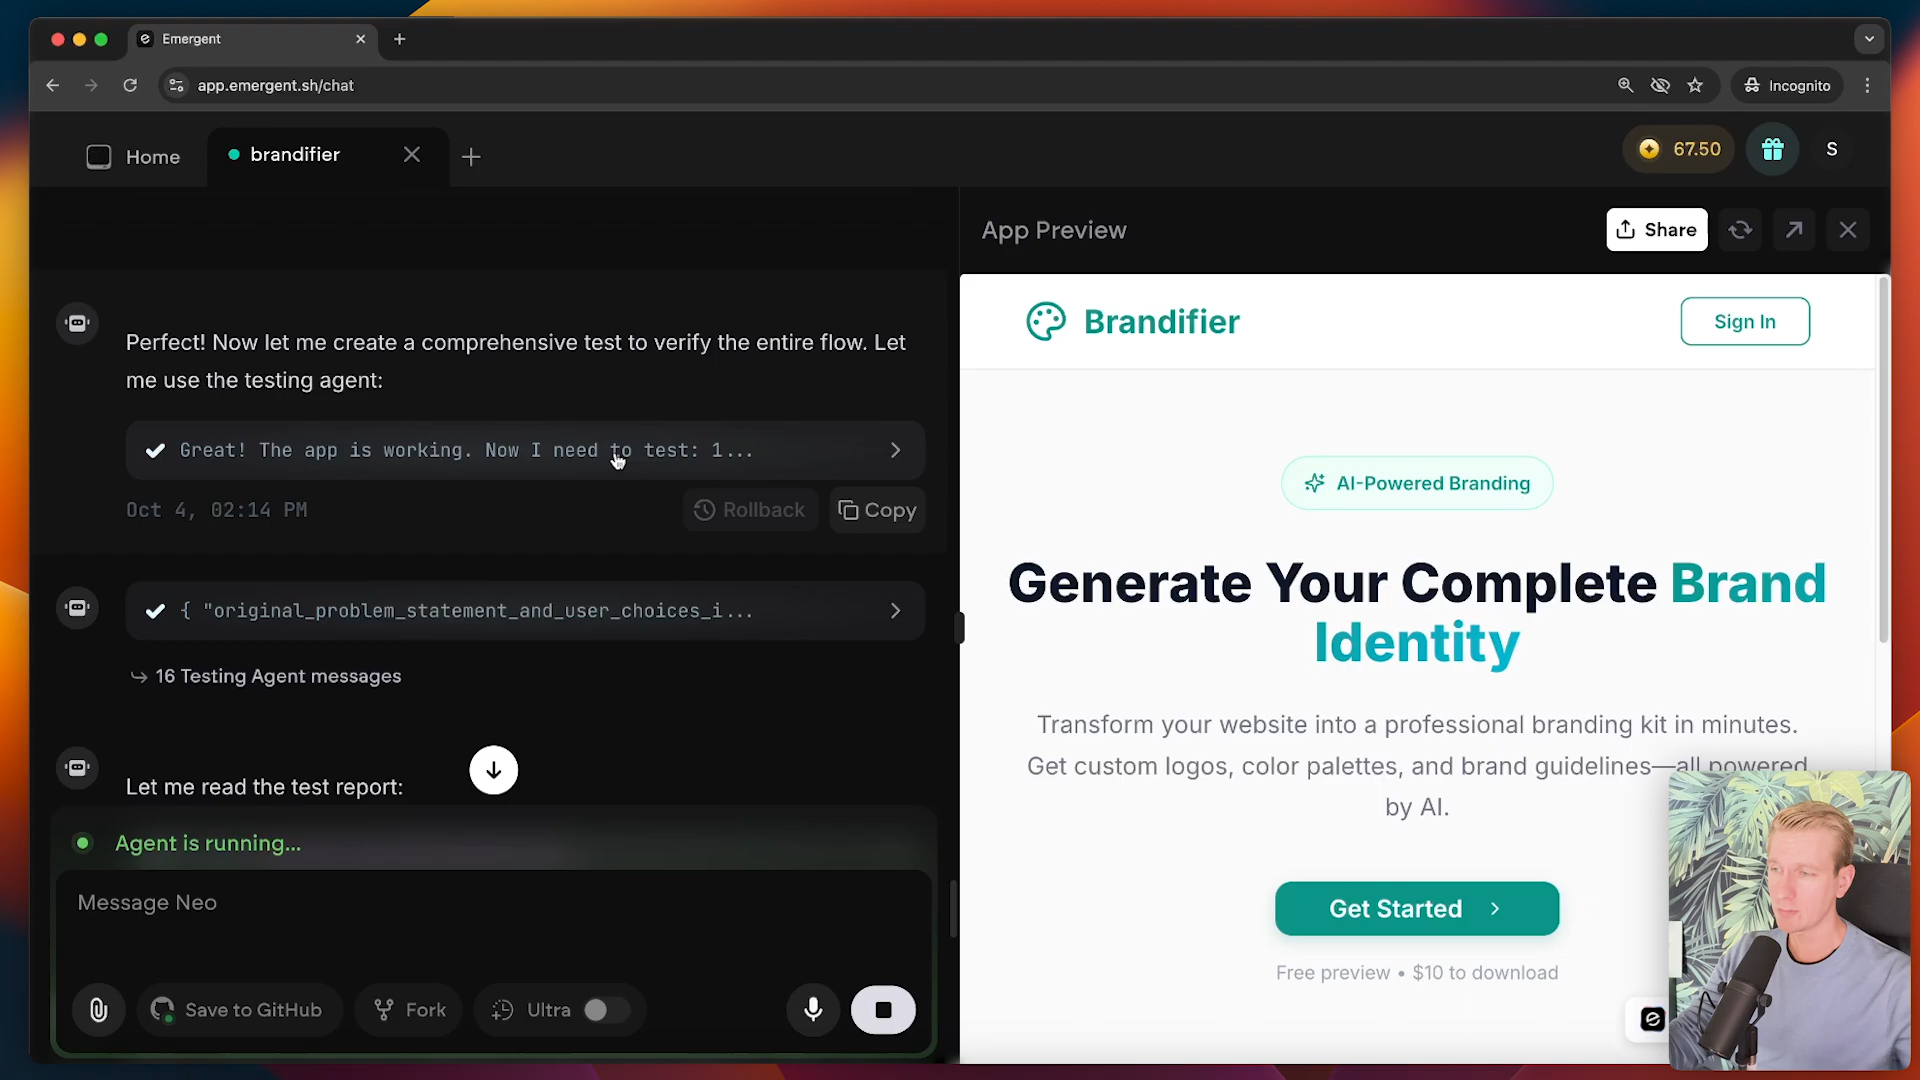 Emergent
app.emergent.sh/chat
Incognito
Home
brandifier
67.50
S
App Preview
Share
Perfect! Now let me create a comprehensive test to verify the entire flow. Let
me use the testing agent:
Great! The app is working. Now I need to test: 1...
Oct 4, 02:14 PM
Rollback
Copy
{ "original_problem_statement_and_user_choices_i...
16 Testing Agent messages
Let me read the test report:
Agent is running...
Message Neo
Save to GitHub
Fork
Ultra
Brandifier
Sign In
AI-Powered Branding
Generate Your Complete Brand
Identity
Transform your website into a professional branding kit in minutes.
Get custom logos, color palettes, and brand guidelines—all powered
by AI.
Get Started
Free preview • $10 to download